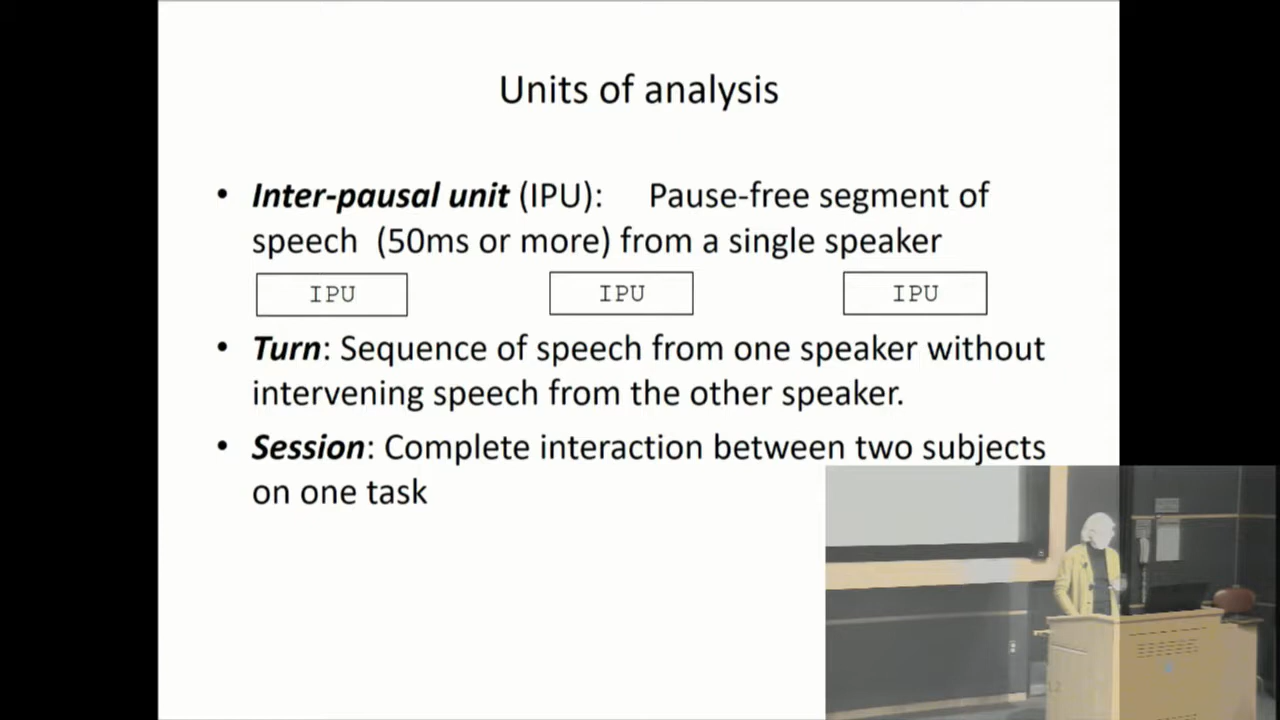 Units of analysis
• Inter-pausal unit (IPU): Pause-free segment of
speech (50ms or more) from a single speaker
IPU IPU IPU
• Turn: Sequence of speech from one speaker without
intervening speech from the other speaker.
• Session: Complete interaction between two subjects
on one task